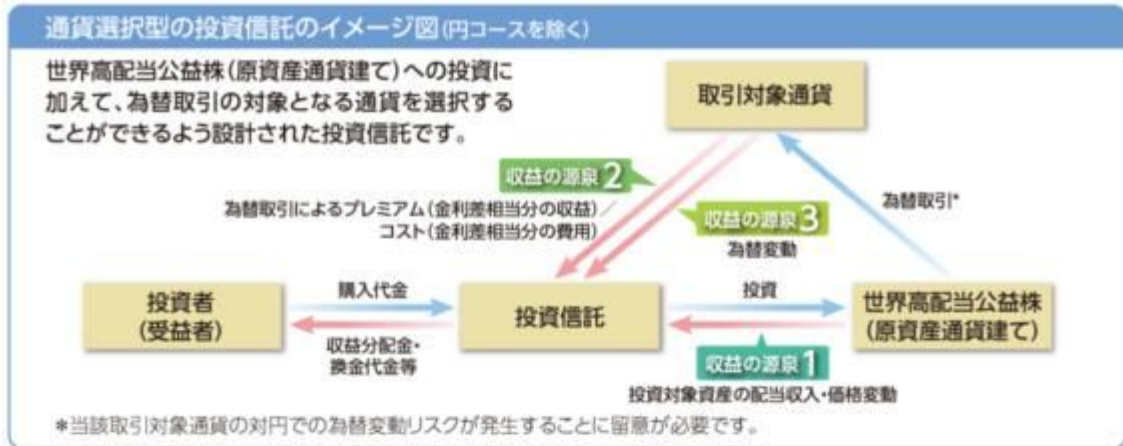 通貨選択型の投資信託のイメージ図(円コースを除く)
世界高配当公益株(原資産通貨建て)への投資に
加えて、為替取引の対象となる通貨を選択する
ことができるよう設計された投資信託です。
取引対象通貨
収益の源泉2
為替取引によるプレミアム(金利差相当分の収益)/
コスト(金利差相当分の費用)
収益の源泉3
為替変動
為替取引*
投資者
(受益者)
購入代金
収益分配金・
換金代金等
投資信託
投資
世界高配当公益株
(原資産通貨建て)
収益の源泉1
投資対象資産の配当収入・価格変動
*当該取引対象通貨の対円での為替変動リスクが発生することに留意が必要です。